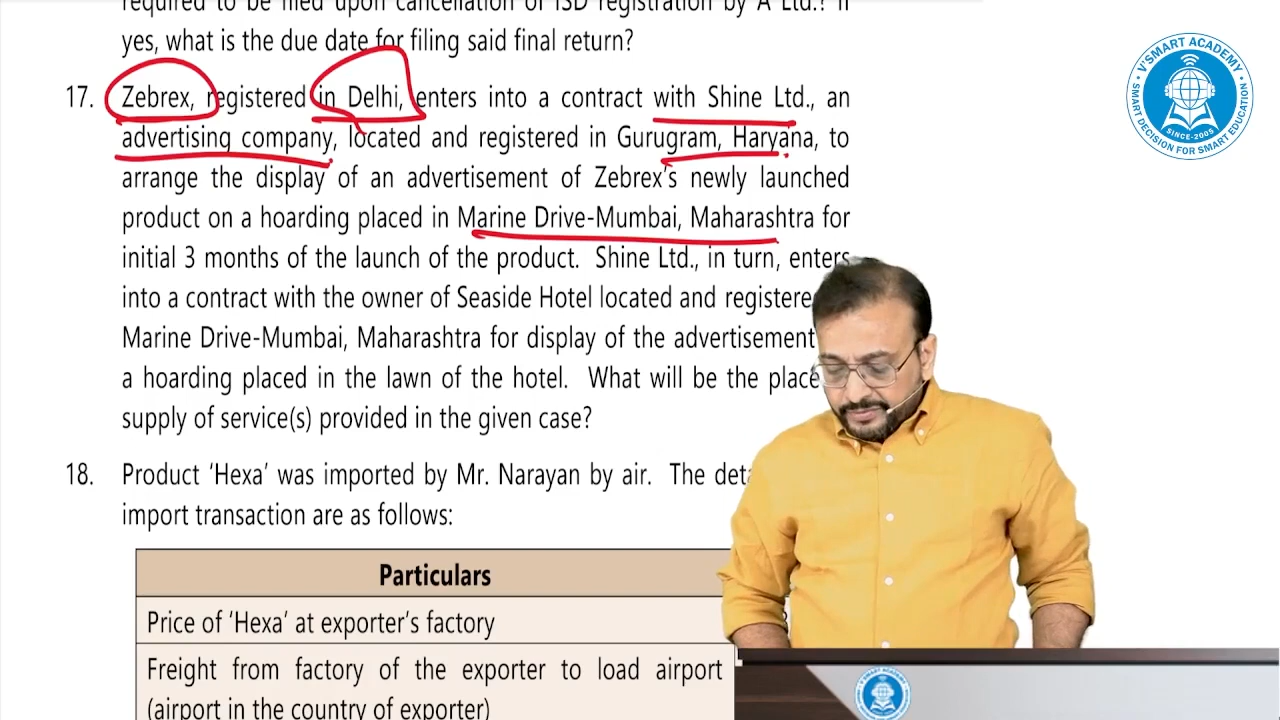 required to be filed upon cancellation of ISD registration by A Ltd.? If
yes, what is the due date for filing said final return?
17. Zebrex, registered in Delhi, enters into a contract with Shine Ltd., an
advertising company, located and registered in Gurugram, Haryana, to
arrange the display of an advertisement of Zebrex's newly launched
product on a hoarding placed in Marine Drive-Mumbai, Maharashtra for
initial 3 months of the launch of the product. Shine Ltd., in turn, enters
into a contract with the owner of Seaside Hotel located and registere
Marine Drive-Mumbai, Maharashtra for display of the advertisement
a hoarding placed in the lawn of the hotel. What will be the place
supply of service(s) provided in the given case?
18. Product 'Hexa' was imported by Mr. Narayan by air. The deta
import transaction are as follows:
Particulars
Price of 'Hexa' at exporter's factory
Freight from factory of the exporter to load airport
(airport in the country of exporter)
V'SMART ACADEMY
SINCE-2005
SMART DECISION FOR SMART EDUCATION